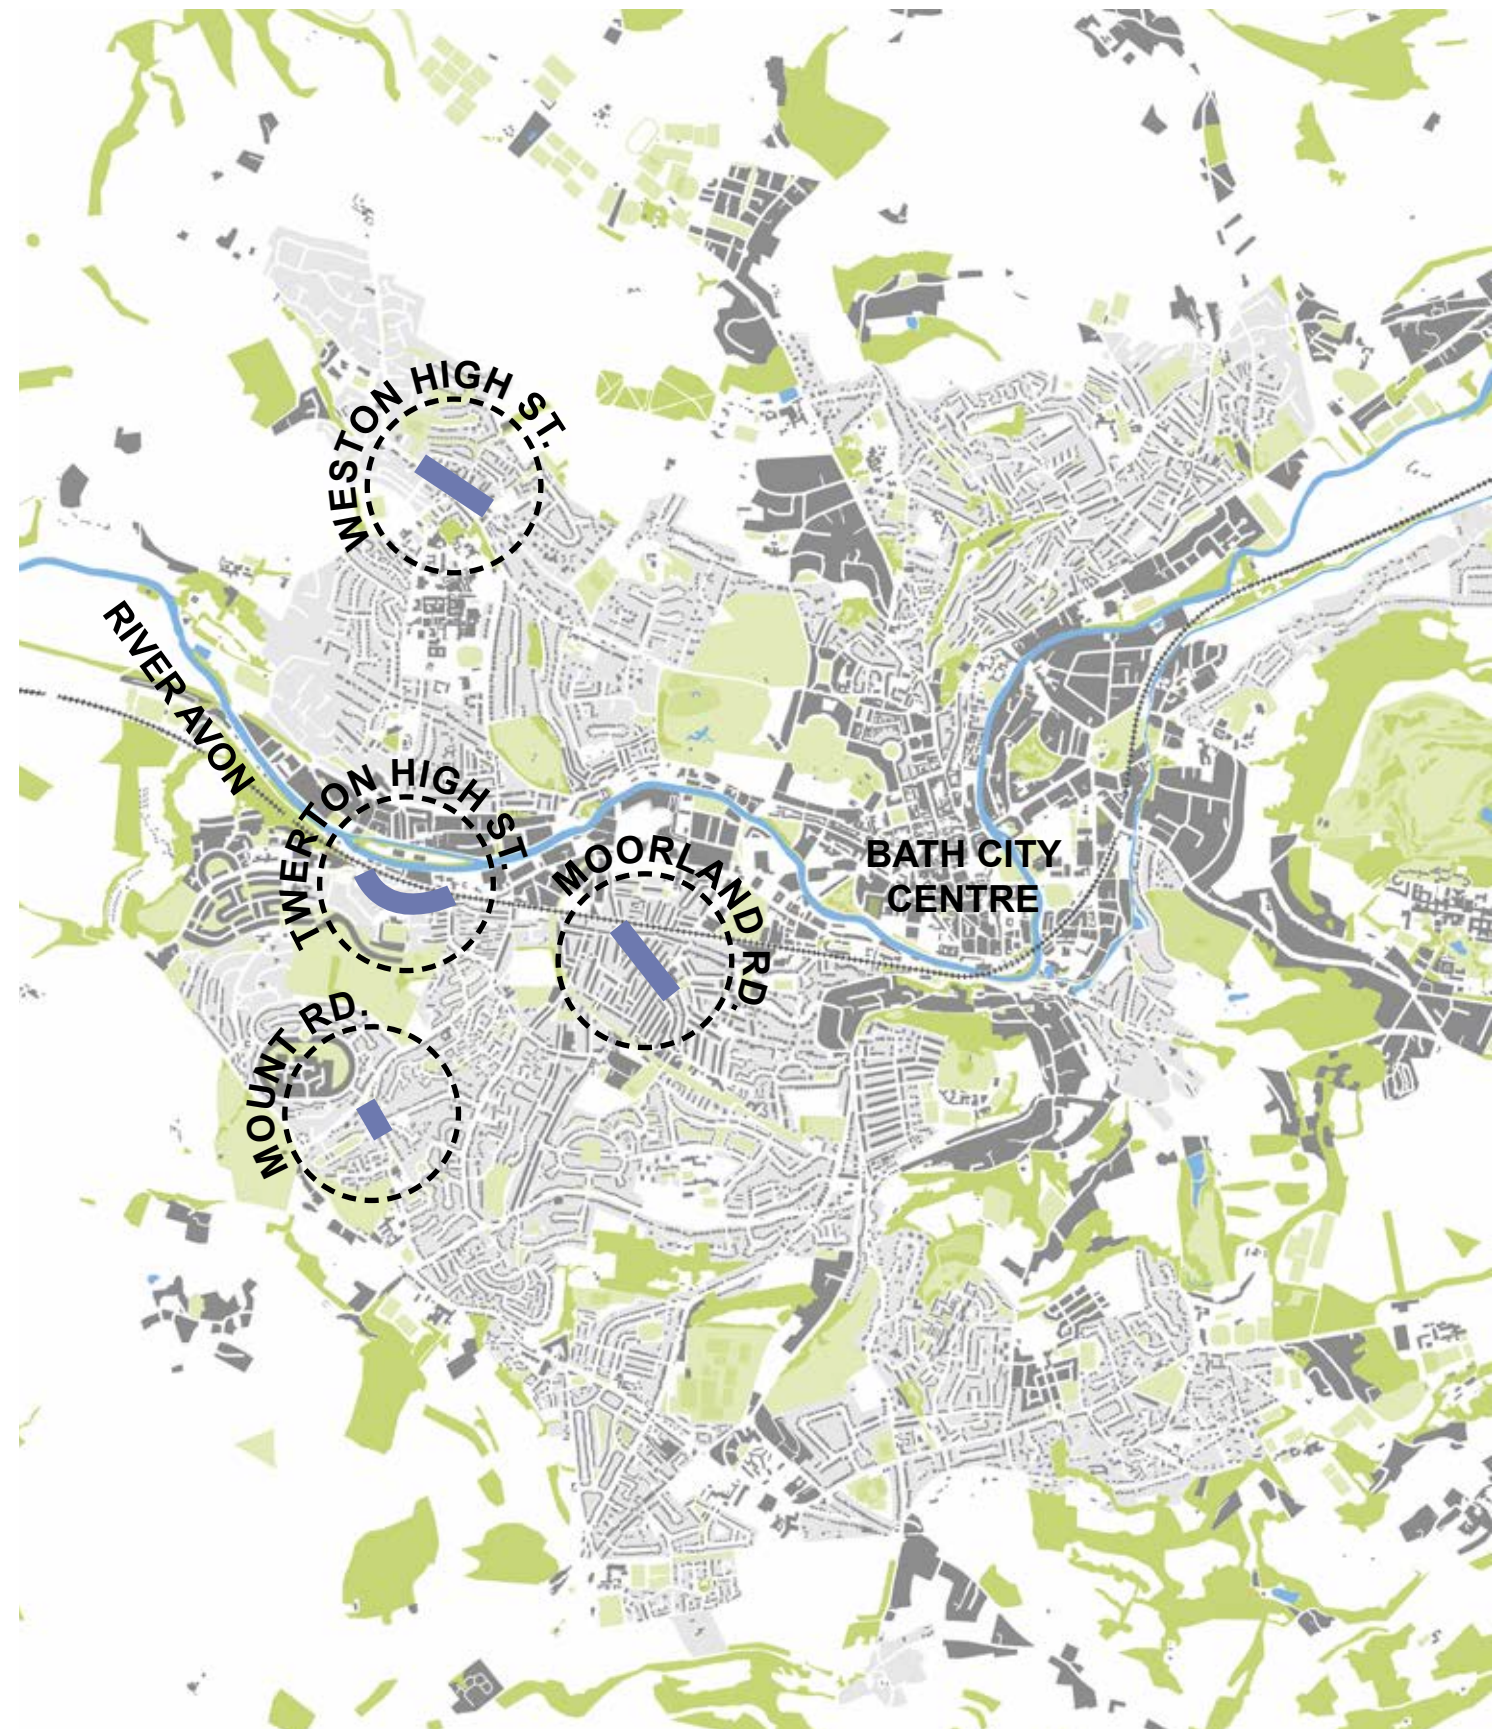 WESTON HIGH ST.
RIVER AVON
TWERTON HIGH ST.
MOORLAND RD.
BATH CITY
CENTRE
MOUNT RD.